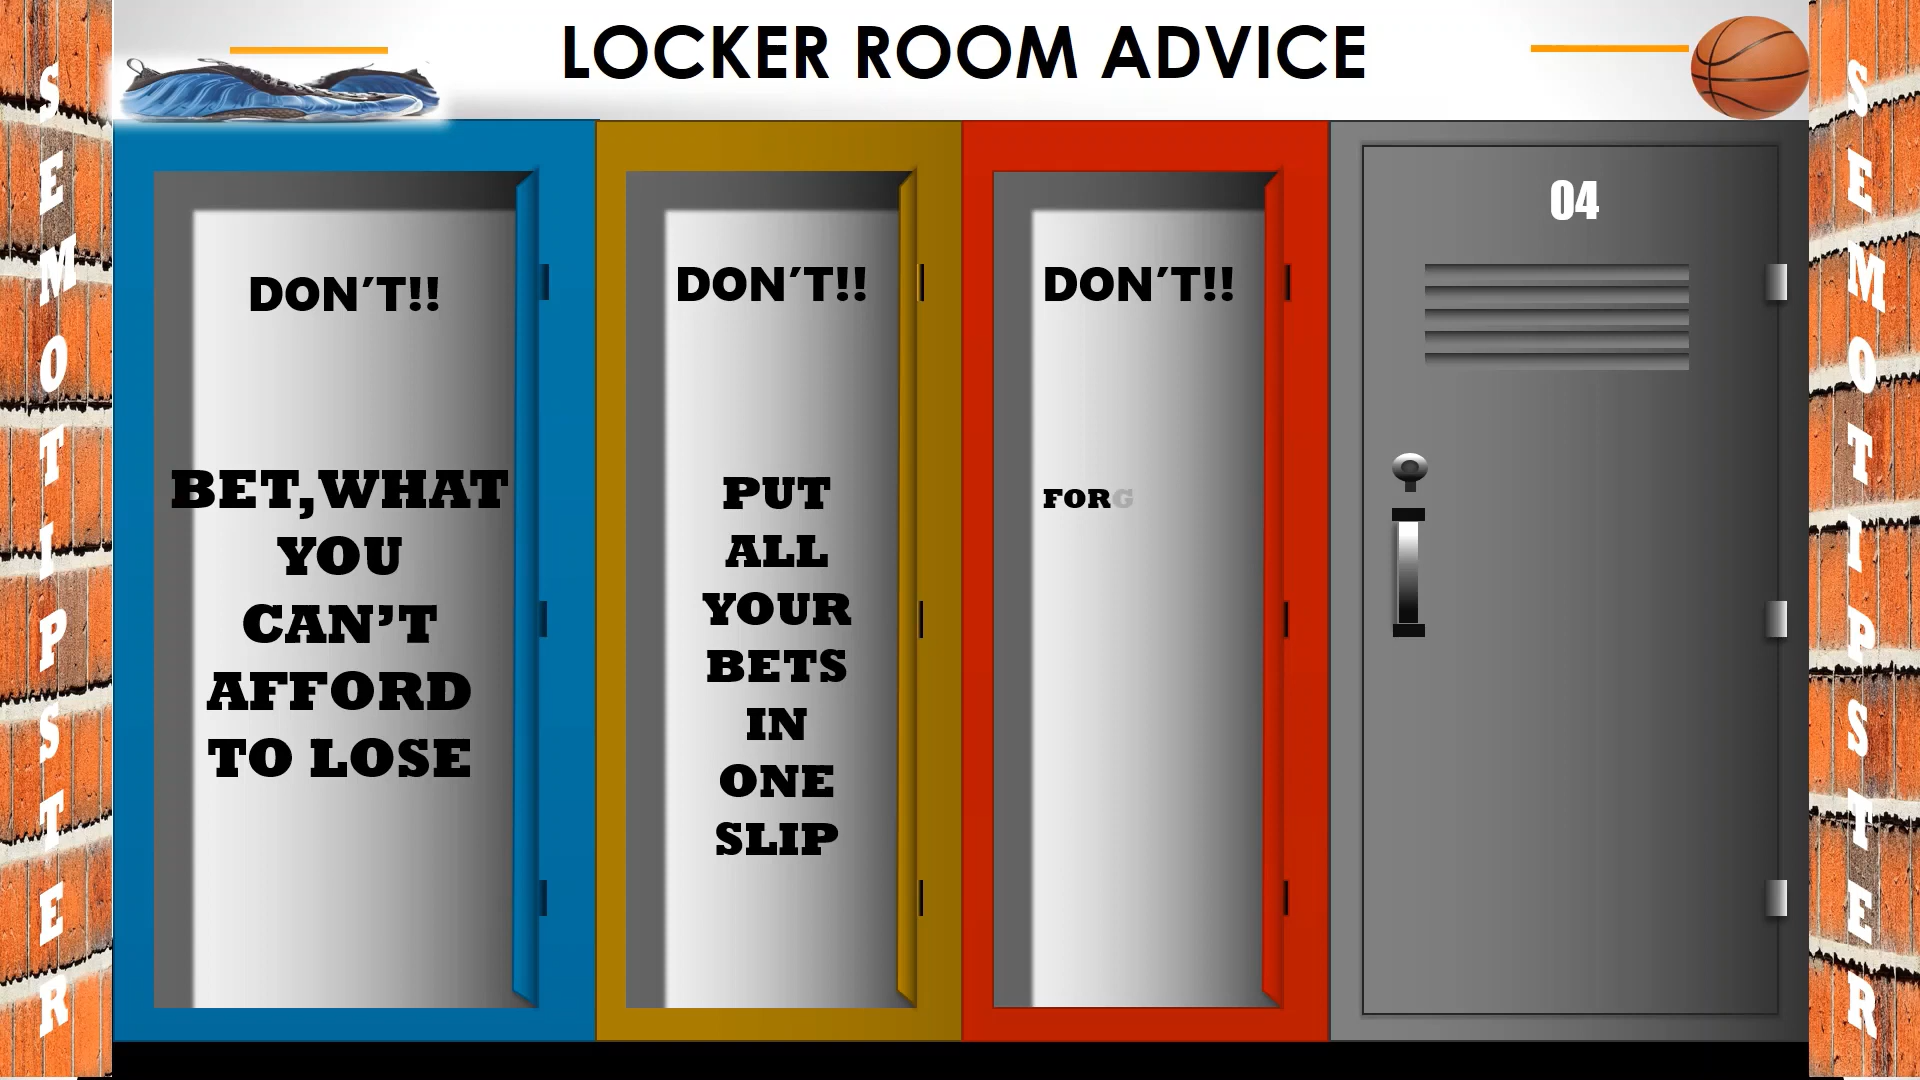 LOCKER ROOM ADVICE
SEMOTIPSTER
DON'T!!
BET,WHAT
YOU
CAN'T
AFFORD
TO LOSE
DON'T!!
PUT
ALL
YOUR
BETS
IN
ONE
SLIP
DON'T!!
FORG
04
SEMOTIPSTER